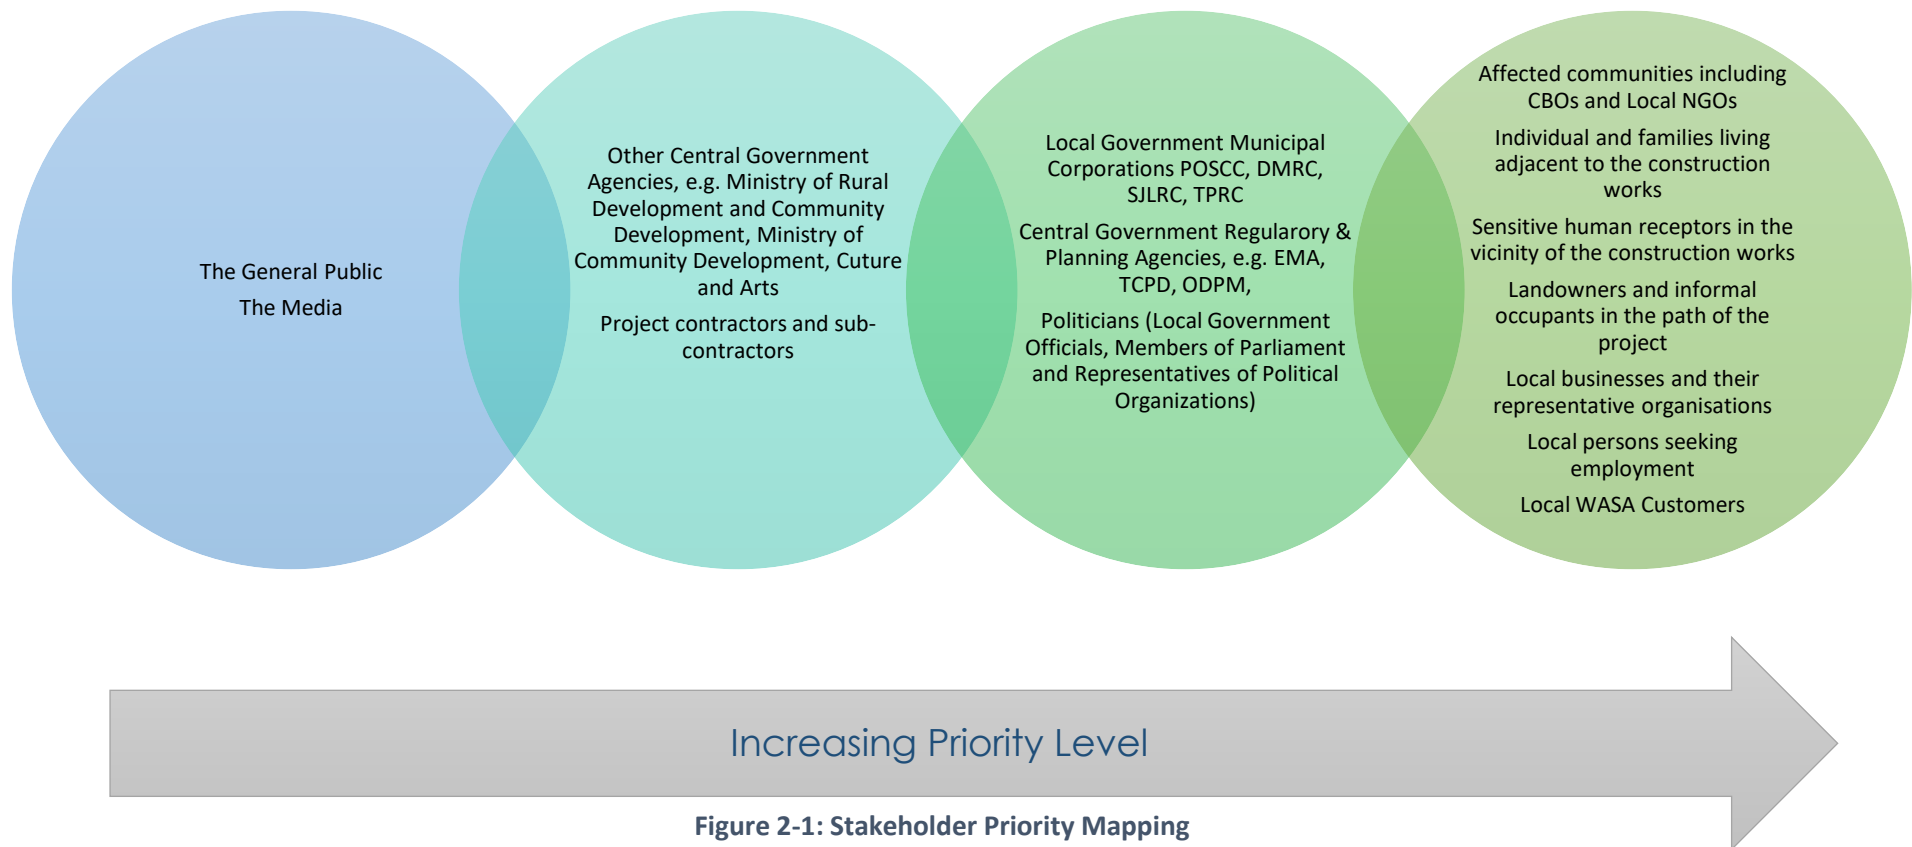 The General Public
The Media
Other Central Government
Agencies, e.g. Ministry of Rural
Development and Community
Development, Ministry of
Community Development, Cuture
and Arts
Project contractors and sub-
contractors
Local Government Municipal
Corporations POSCC, DMRC,
SJLRC, TPRC
Central Government Regularory &
Planning Agencies, e.g. EMA,
TCPD, ODPM,
Politicians (Local Government
Officials, Members of Parliament
and Representatives of Political
Organizations)
Affected communities including
CBOs and Local NGOs
Individual and families living
adjacent to the construction
works
Sensitive human receptors in the
vicinity of the construction works
Landowners and informal
occupants in the path of the
project
Local businesses and their
representative organisations
Local persons seeking
employment
Local WASA Customers
Increasing Priority Level
Figure 2-1: Stakeholder Priority Mapping